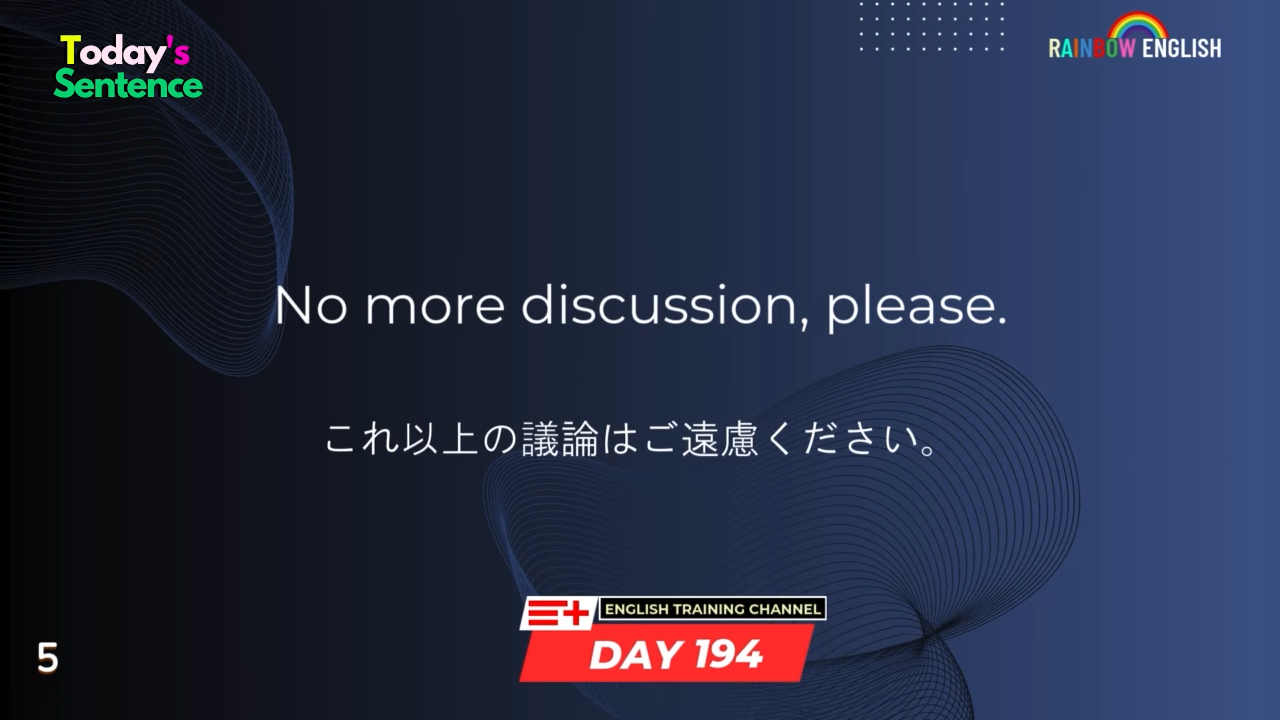 Today's
Sentence
RAINBOW ENGLISH
No more discussion, please.
これ以上の議論はご遠慮ください。
E+ ENGLISH TRAINING CHANNEL
DAY 194
5